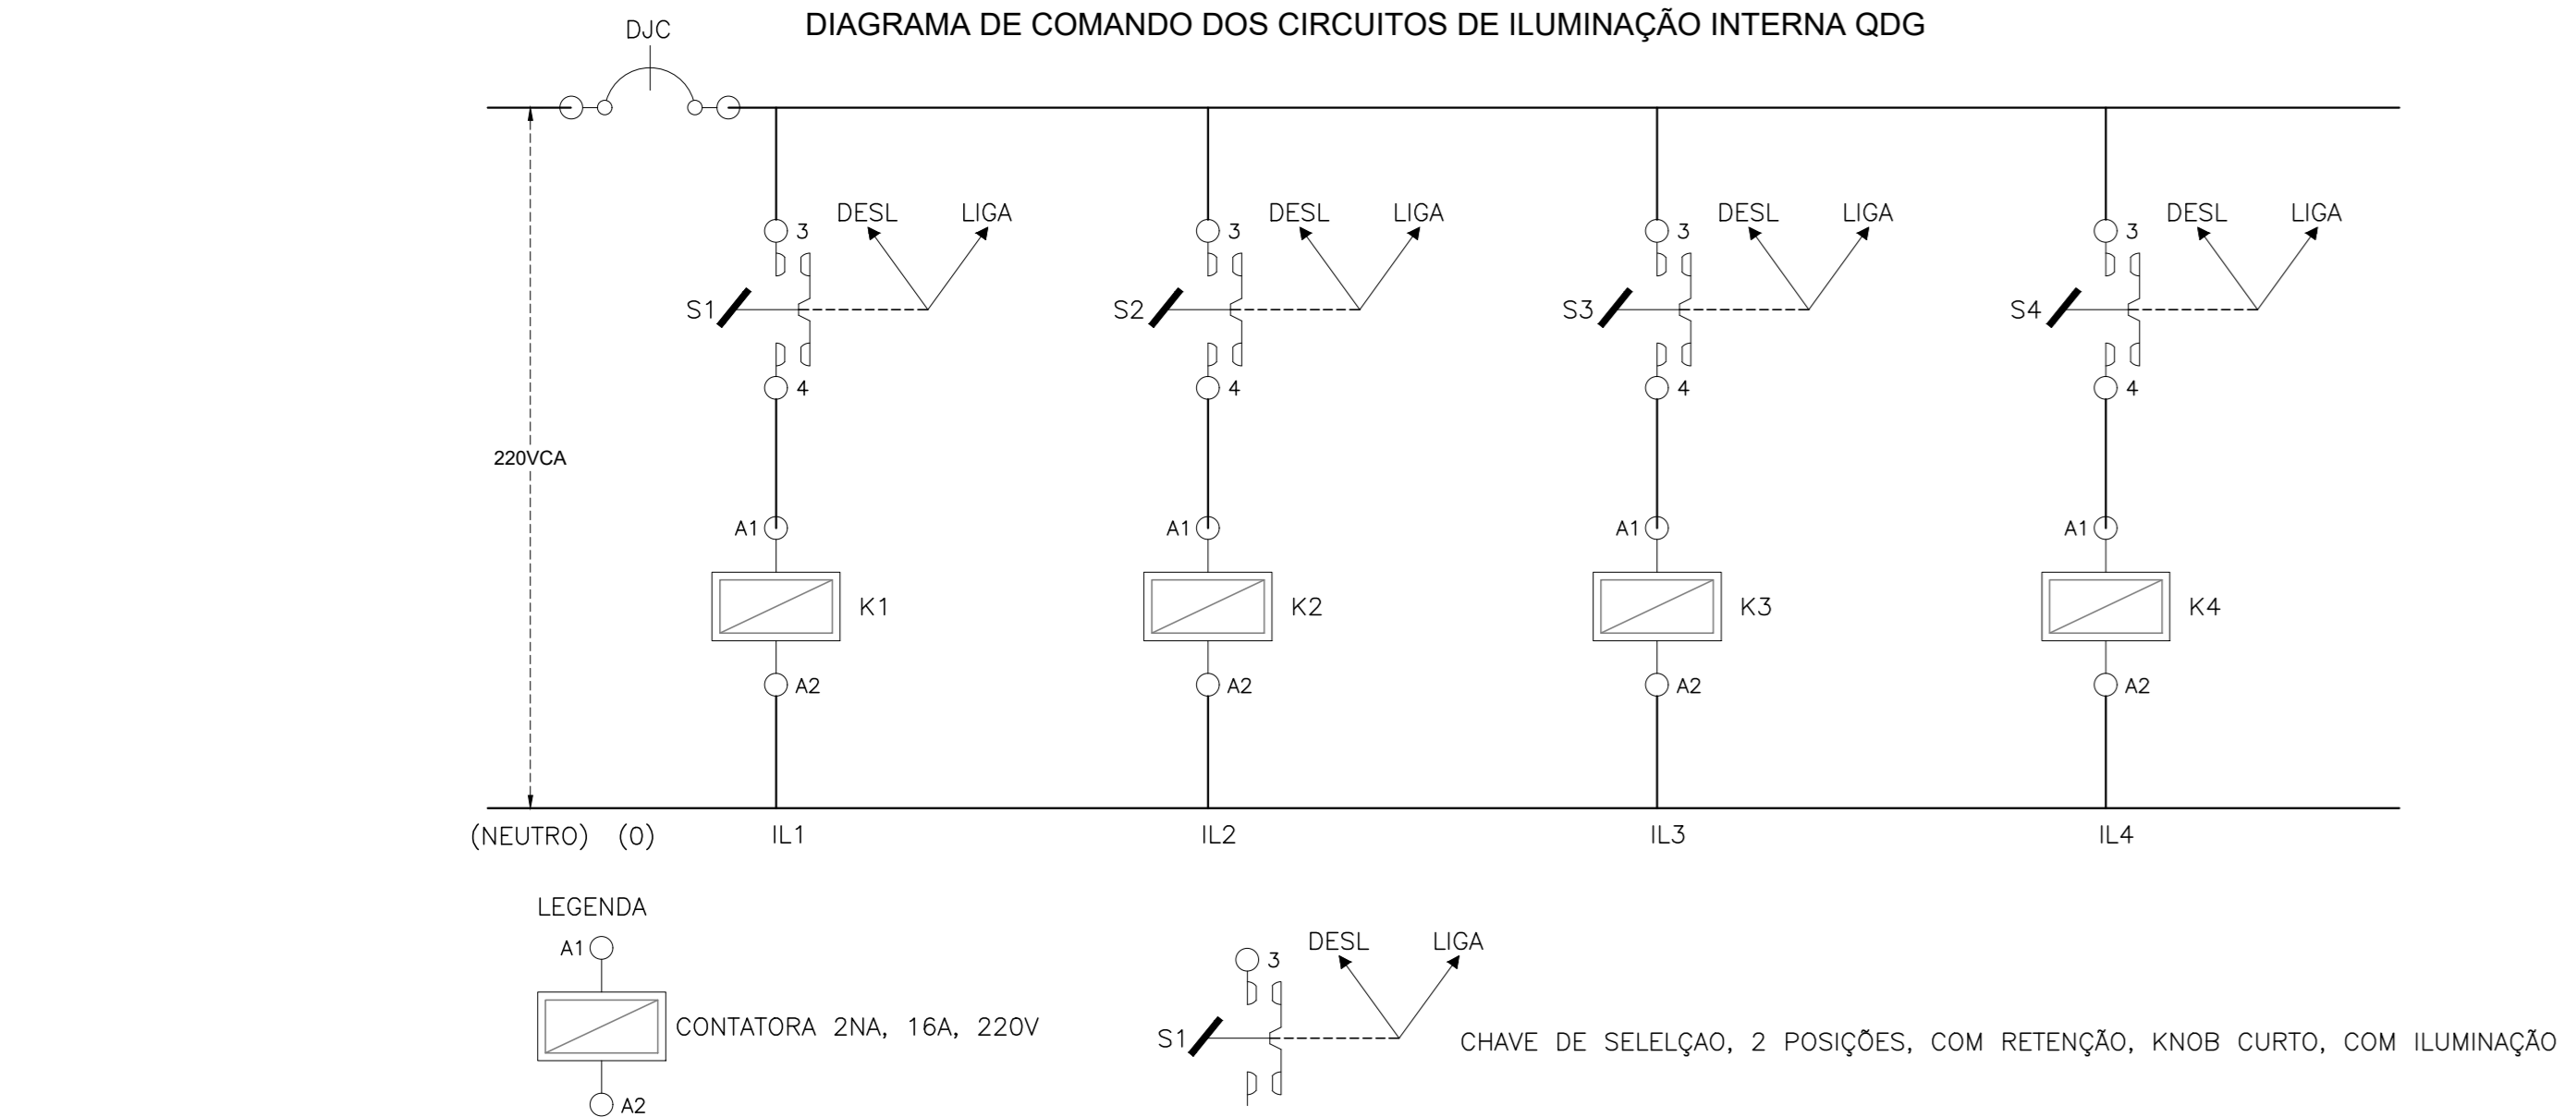 DIAGRAMA DE COMANDO DOS CIRCUITOS DE ILUMINAÇÃO INTERNA QDG
DJC
DESL LIGA DESL LIGA DESL LIGA DESL LIGA
3 3 3 3
S1 S2 S3 S4
4 4 4 4
220VCA
A1 A1 A1 A1
K1 K2 K3 K4
A2 A2 A2 A2
(NEUTRO) (0) IL1 IL2 IL3 IL4
LEGENDA
A1
CONTATORA 2NA, 16A, 220V
A2
DESL LIGA
3
S1
CHAVE DE SELELÇAO, 2 POSIÇÕES, COM RETENÇÃO, KNOB CURTO, COM ILUMINAÇÃO